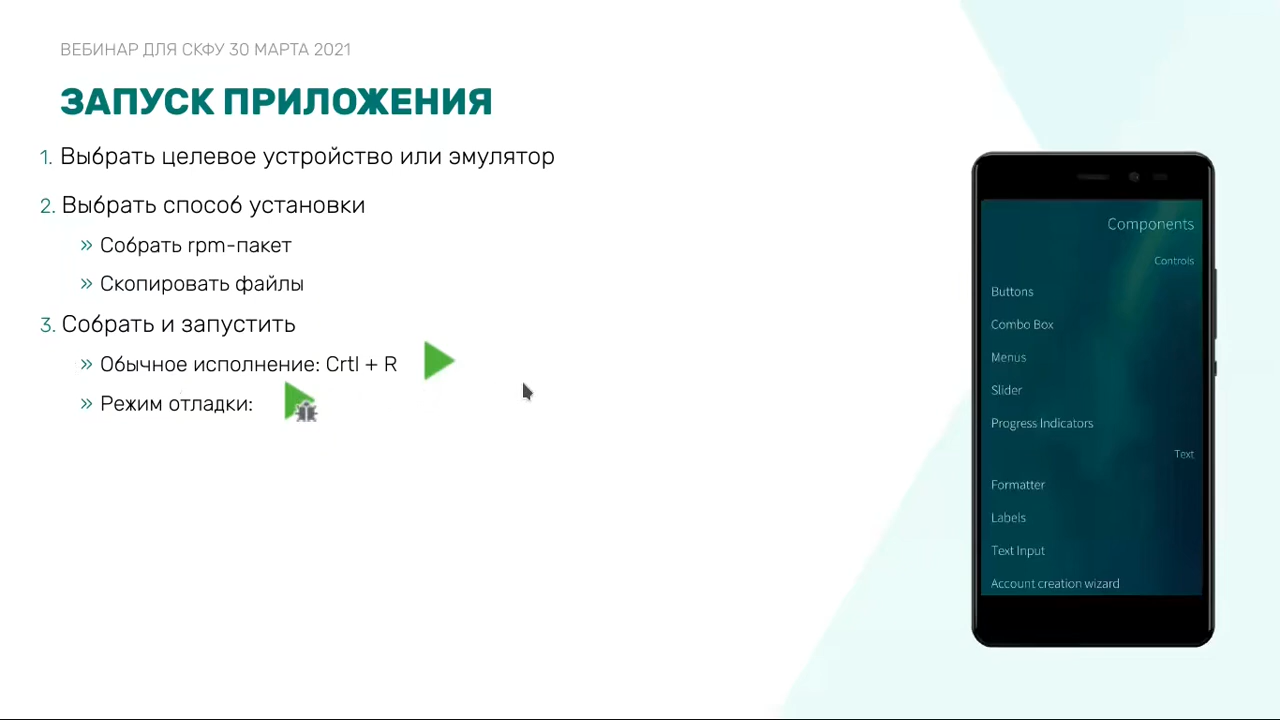 ВЕБИНАР ДЛЯ СКФУ 30 МАРТА 2021
ЗАПУСК ПРИЛОЖЕНИЯ
1. Выбрать целевое устройство или эмулятор
2. Выбрать способ установки
» Собрать rpm-пакет
» Скопировать файлы
3. Собрать и запустить
» Обычное исполнение: Crtl + R
» Режим отладки:
Components
Controls
Buttons
Combo Box
Menus
Slider
Progress Indicators
Text
Formatter
Labels
Text Input
Account creation wizard